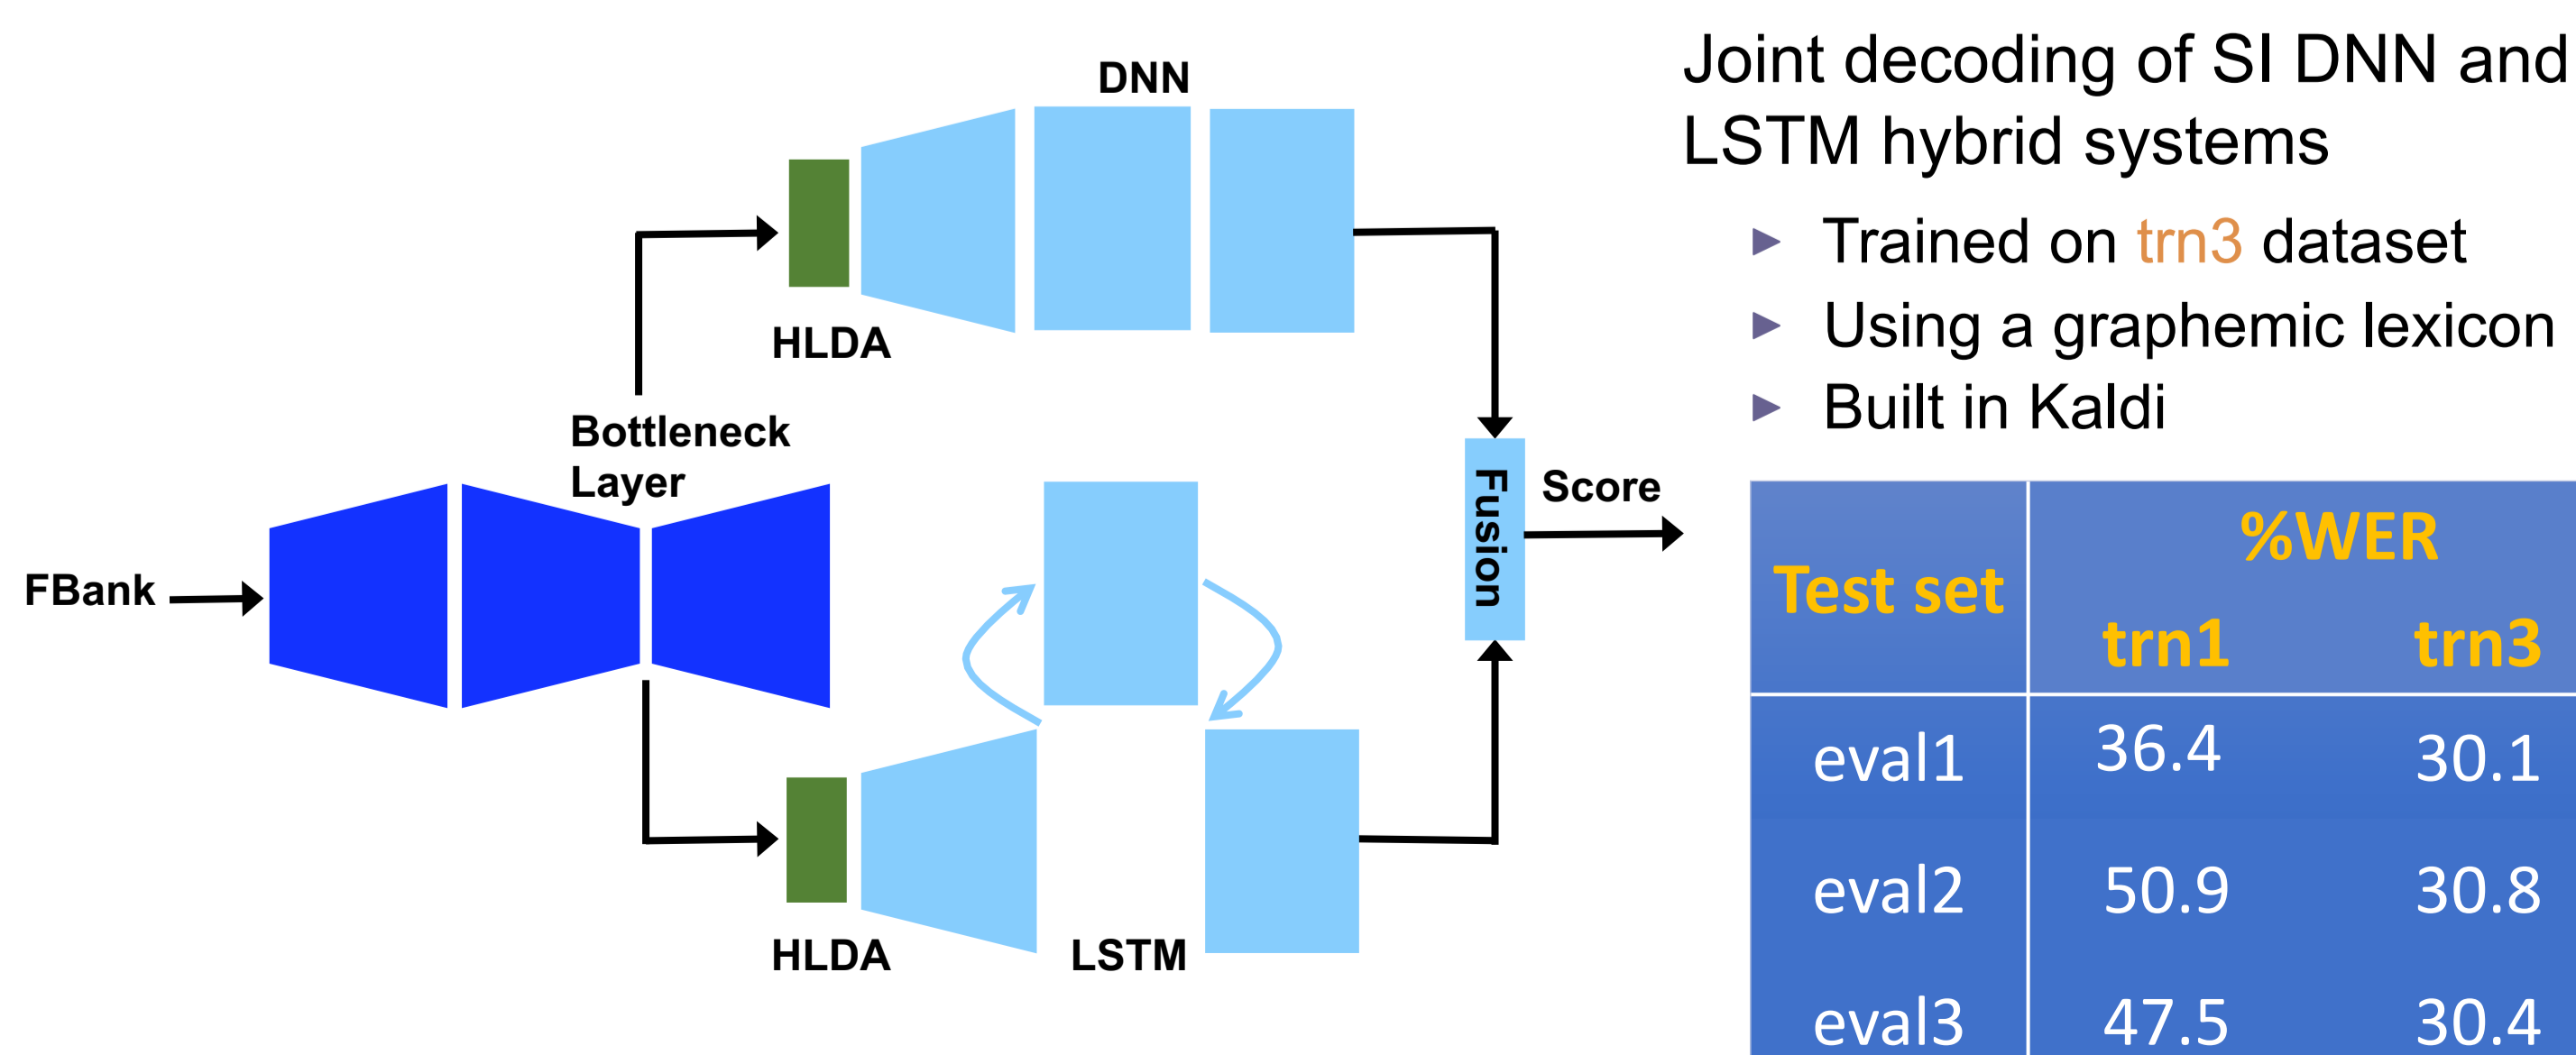 DNN
HLDA
Bottleneck
Layer
FBank
HLDA
LSTM
Fusion
Score
Joint decoding of SI DNN and
LSTM hybrid systems
► Trained on trn3 dataset
► Using a graphemic lexicon
► Built in Kaldi
Test set %WER
trn1 trn3
eval1 36.4 30.1
eval2 50.9 30.8
eval3 47.5 30.4